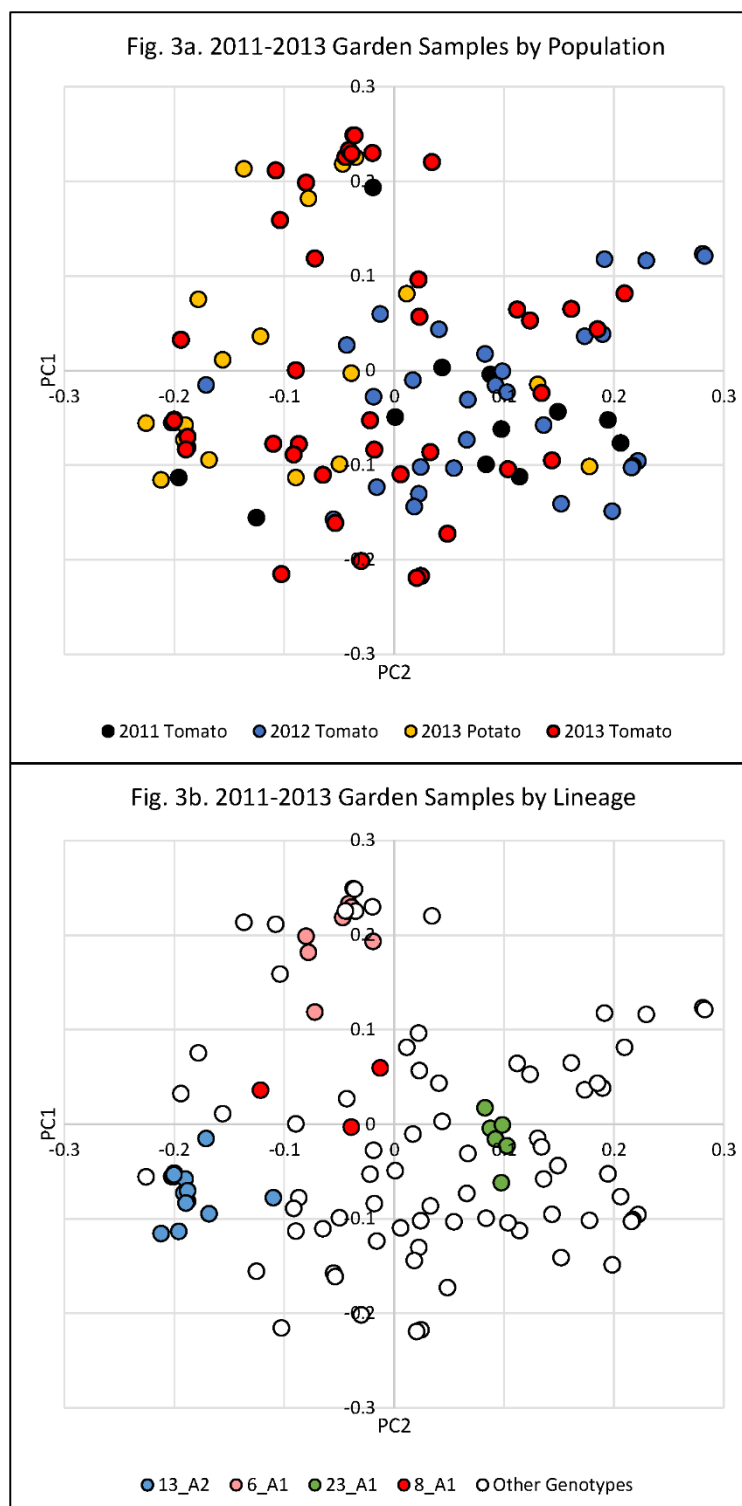 Fig. 3a. 2011-2013 Garden Samples by Population
0.3
0.2
0.1
-0.3 -0.2 -0.1 0 0 0.1 0.2 0.3
PC1
-0.1
-0.2
-0.3
PC2
2011 Tomato 2012 Tomato 2013 Potato 2013 Tomato
Fig. 3b. 2011-2013 Garden Samples by Lineage
0.3
0.2
0.1
-0.3 -0.2 -0.1 0 0 0.1 0.2 0.3
PC1
-0.1
-0.2
-0.3
PC2
13_A2 6_A1 23_A1 8_A1 Other Genotypes